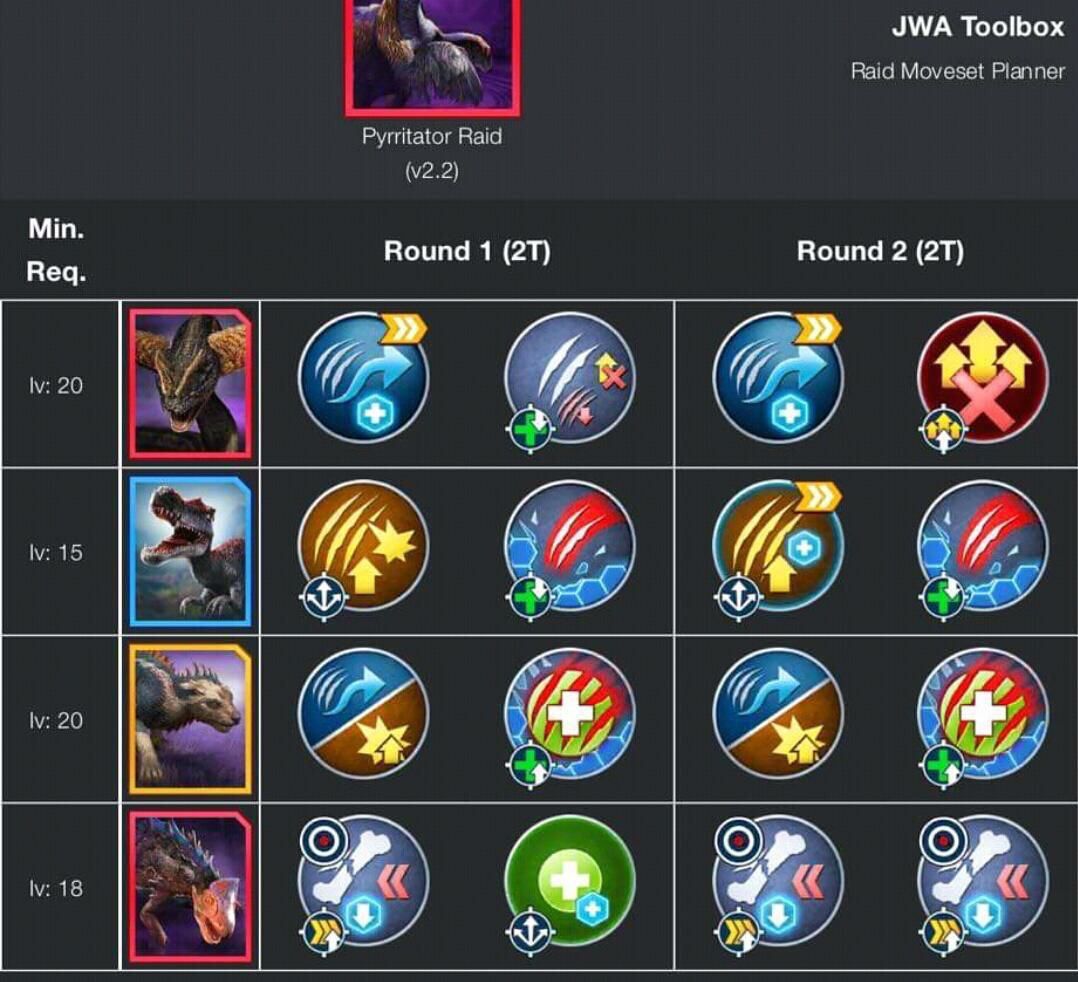 JWA Toolbox
Raid Moveset Planner
Pyrritator Raid
(v2.2)
Min.
Req.
Round 1 (2T)
Round 2 (2T)
lv: 20
lv: 15
lv: 20
lv: 18